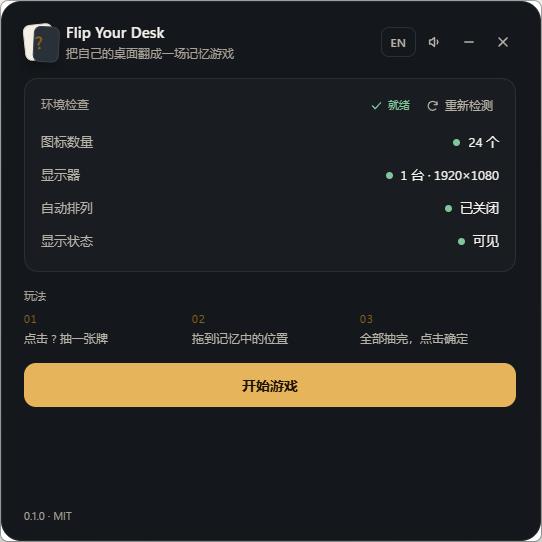 ?
Flip Your Desk
把自己的桌面翻成一场记忆游戏
EN
环境检查
就绪
重新检测
图标数量
24 个
显示器
1 台 · 1920×1080
自动排列
已关闭
显示状态
可见
玩法
01
02
03
点击 ? 抽一张牌
拖到记忆中的位置
全部抽完，点击确定
开始游戏
0.1.0 · MIT